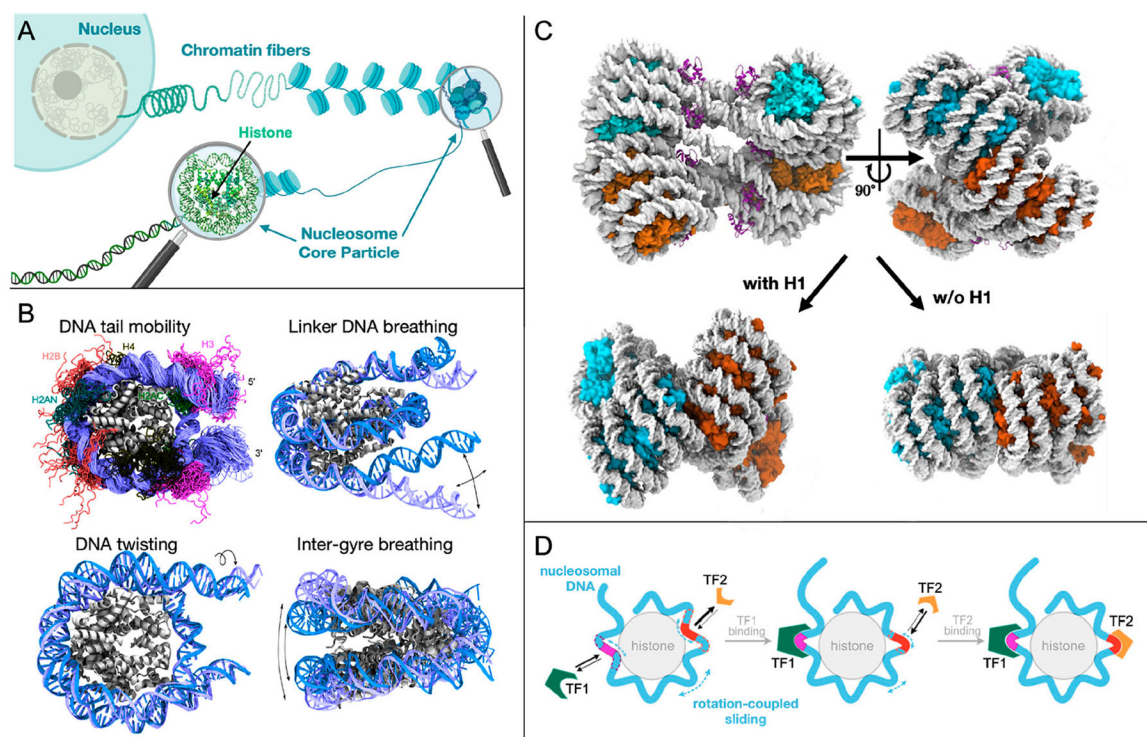 A
Nucleus
Chromatin fibers
Histone
Nucleosome
Core Particle
B
DNA tail mobility
H2B
H4
H3
H2AN
H2AC
5'
3'
Linker DNA breathing
DNA twisting
Inter-gyre breathing
C
90°
with H1
w/o H1
D
nucleosomal
DNA
histone
TF1
TF2
rotation-coupled
sliding
TF1
binding
histone
TF1
TF2
TF2
binding
histone
TF1
TF2